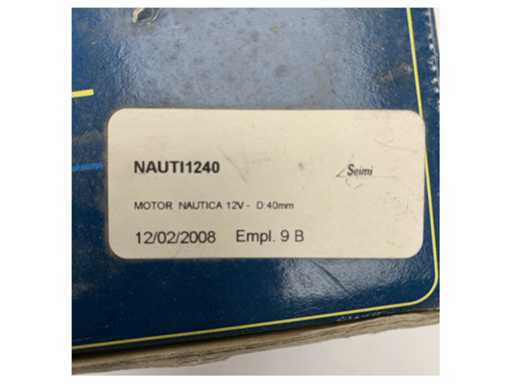 NAUTI1240
Seimi
MOTOR NAUTICA 12V - D:40mm
12/02/2008 Empl. 9 B